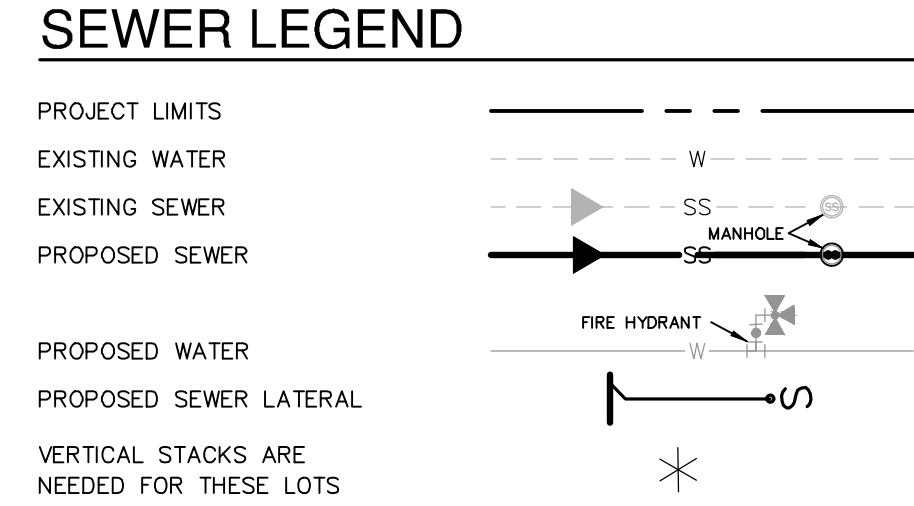 SEWER LEGEND
PROJECT LIMITS
EXISTING WATER
W
EXISTING SEWER
SS
SS
MANHOLE
PROPOSED SEWER
SS
FIRE HYDRANT
PROPOSED WATER
W
PROPOSED SEWER LATERAL
S
VERTICAL STACKS ARE
NEEDED FOR THESE LOTS